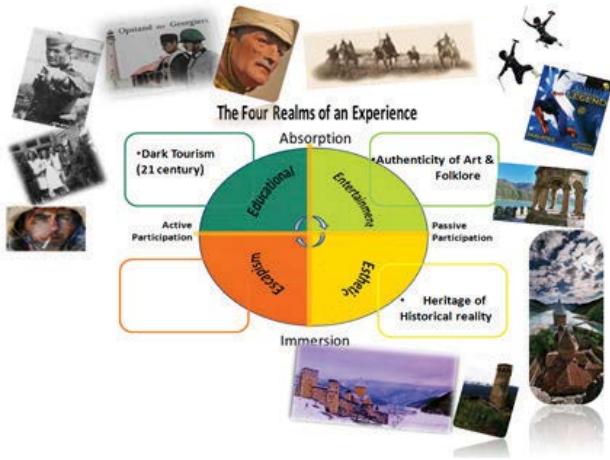 Opstand der Georgiers
The Four Realms of an Experience
Absorption
•Dark Tourism
(21 century)
•Authenticity of Art &
Folklore
Educational
Entertainment
Active
Participation
Passive
Participation
Escapism
Esthetic
• Heritage of
Historical reality
Immersion
LEGEND